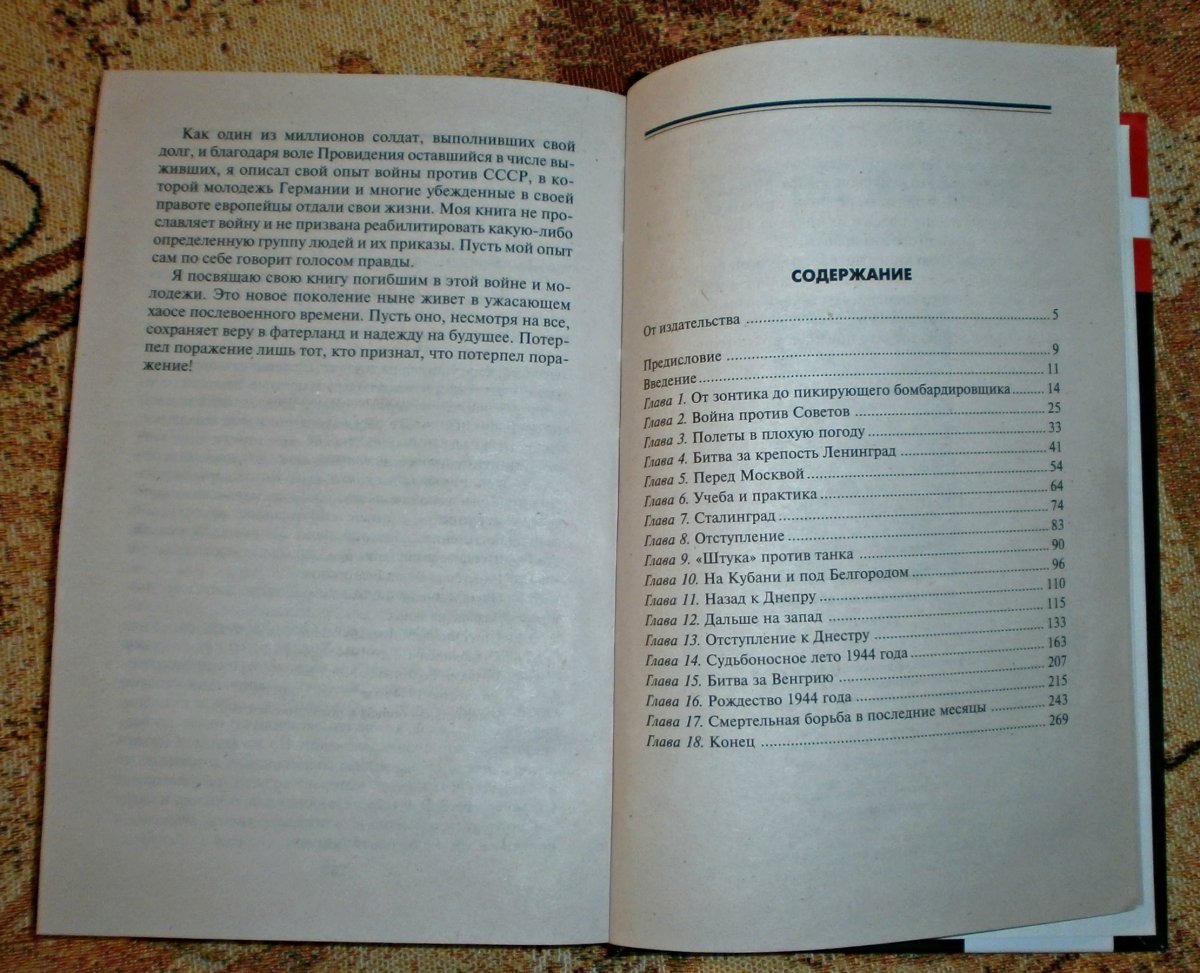 Как один из миллионов солдат, выполнивших свой
долг, и благодаря воле Провидения оставшийся в числе вы-
живших, я описал свой опыт войны против СССР, в ко-
торой молодежь Германии и многие убежденные в своей
правоте европейцы отдали свои жизни. Моя книга не про-
славляет войну и не призвана реабилитировать какую-либо
определенную группу людей и их приказы. Пусть мой опыт
сам по себе говорит голосом правды.
Я посвящаю свою книгу погибшим в этой войне и мо-
лодежи. Это новое поколение ныне живет в ужасающем
хаосе послевоенного времени. Пусть оно, несмотря на все,
сохраняет веру в фатерланд и надежду на будущее. Потер-
пел поражение лишь тот, кто признал, что потерпел пора-
жение!
СОДЕРЖАНИЕ
От издательства ........ 5
Предисловие ........ 9
Введение ........ 11
Глава 1. От зонтика до пикирующего бомбардировщика ........ 14
Глава 2. Война против Советов ........ 25
Глава 3. Полеты в плохую погоду ........ 33
Глава 4. Битва за крепость Ленинград ........ 41
Глава 5. Перед Москвой ........ 54
Глава 6. Учеба и практика ........ 64
Глава 7. Сталинград ........ 74
Глава 8. Отступление ........ 83
Глава 9. «Штука» против танка ........ 90
Глава 10. На Кубани и под Белгородом ........ 96
Глава 11. Назад к Днепру ........ 110
Глава 12. Дальше на запад ........ 115
Глава 13. Отступление к Днестру ........ 133
Глава 14. Судьбоносное лето 1944 года ........ 163
Глава 15. Битва за Венгрию ........ 207
Глава 16. Рождество 1944 года ........ 215
Глава 17. Смертельная борьба в последние месяцы ........ 243
Глава 18. Конец ........ 269